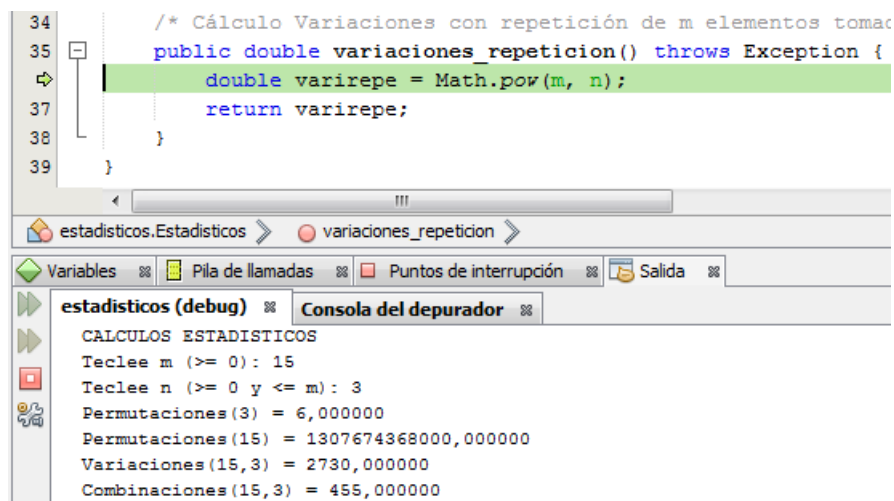 34 /* Cálculo Variaciones con repetición de m elementos tomad
35 public double variaciones_repeticion() throws Exception {
double varirepe = Math.pow(m, n);
37 return varirepe;
38 }
39 }
estadisticos.Estadisticos variaciones_repeticion
Variables Pila de llamadas Puntos de interrupción Salida
estadisticos (debug) Consola del depurador
CALCULOS ESTADISTICOS
Teclee m (>= 0): 15
Teclee n (>= 0 y <= m): 3
Permutaciones(3) = 6,000000
Permutaciones(15) = 1307674368000,000000
Variaciones(15,3) = 2730,000000
Combinaciones(15,3) = 455,000000